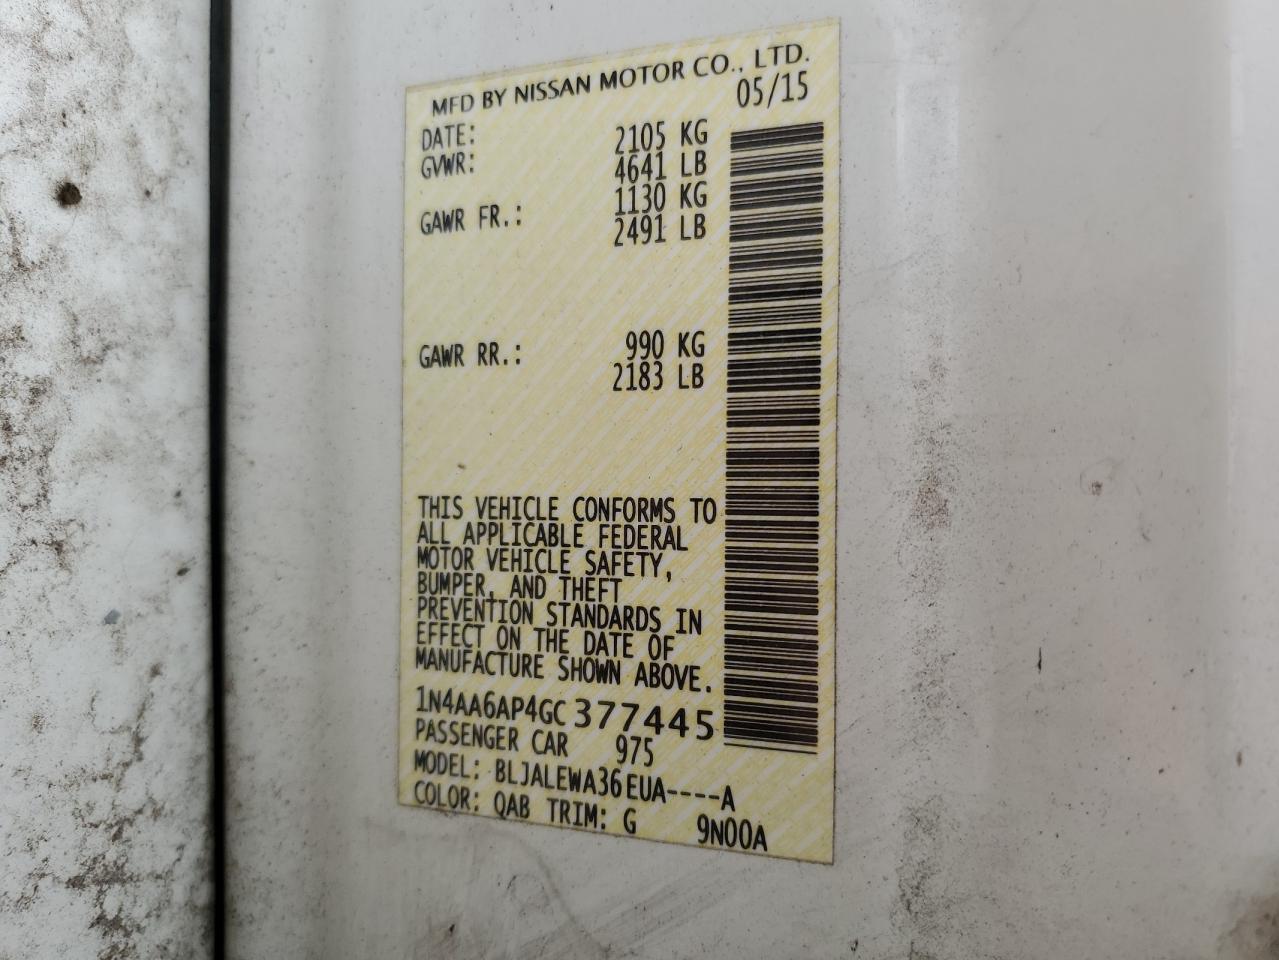 MFD BY NISSAN MOTOR CO., LTD.
DATE: 05/15
GVWR: 2105 KG
4641 LB
GAWR FR.: 1130 KG
2491 LB
GAWR RR.: 990 KG
2183 LB
THIS VEHICLE CONFORMS TO
ALL APPLICABLE FEDERAL
MOTOR VEHICLE SAFETY,
BUMPER, AND THEFT
PREVENTION STANDARDS IN
EFFECT ON THE DATE OF
MANUFACTURE SHOWN ABOVE.
1N4AA6AP4GC377445
PASSENGER CAR 975
MODEL: BLJALEWA36EUA----A
COLOR: QAB TRIM: G 9N00A